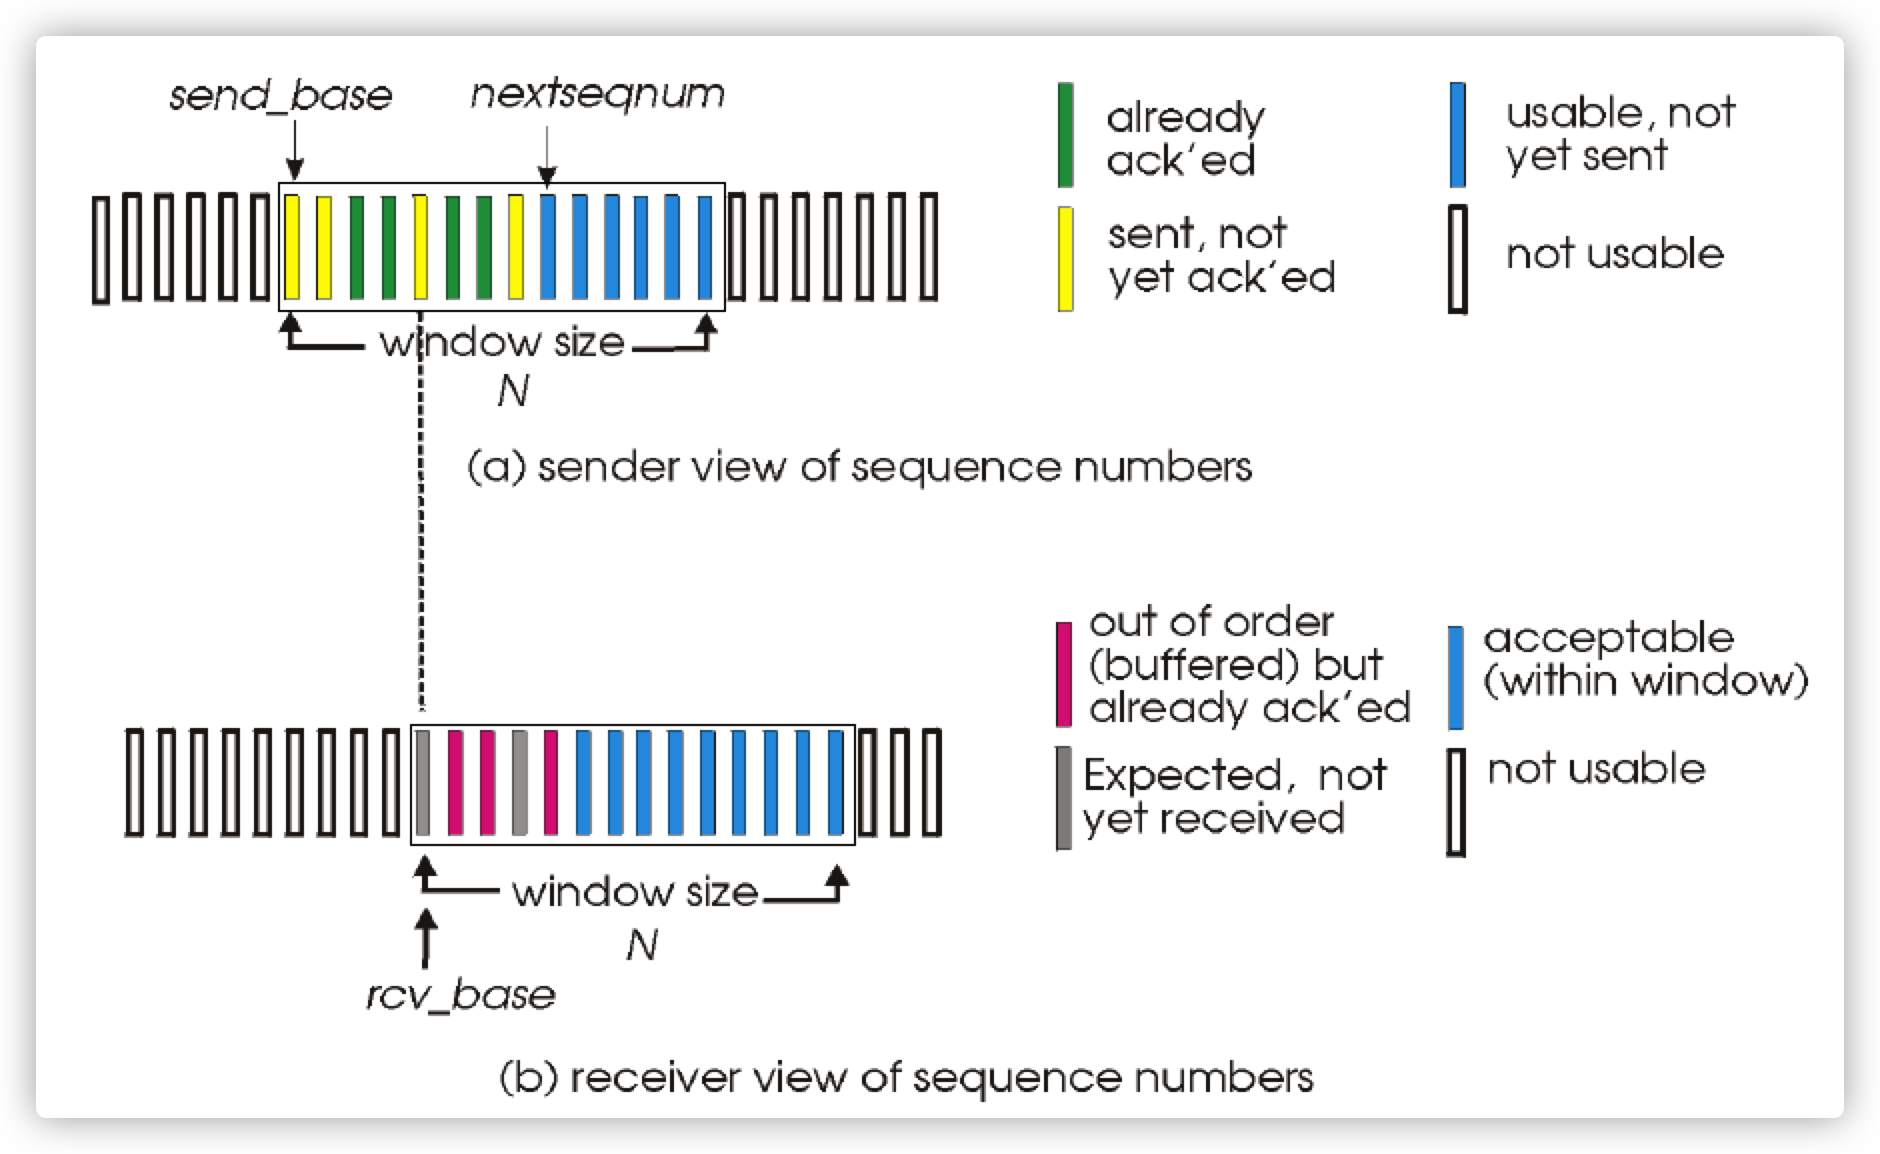 send_base
nextseqnum
already
ack'ed
usable, not
yet sent
sent, not
yet ack'ed
not usable
window size
N
(a) sender view of sequence numbers
out of order
(buffered) but
already ack'ed
acceptable
(within window)
Expected, not
yet received
not usable
window size
N
rcv_base
(b) receiver view of sequence numbers